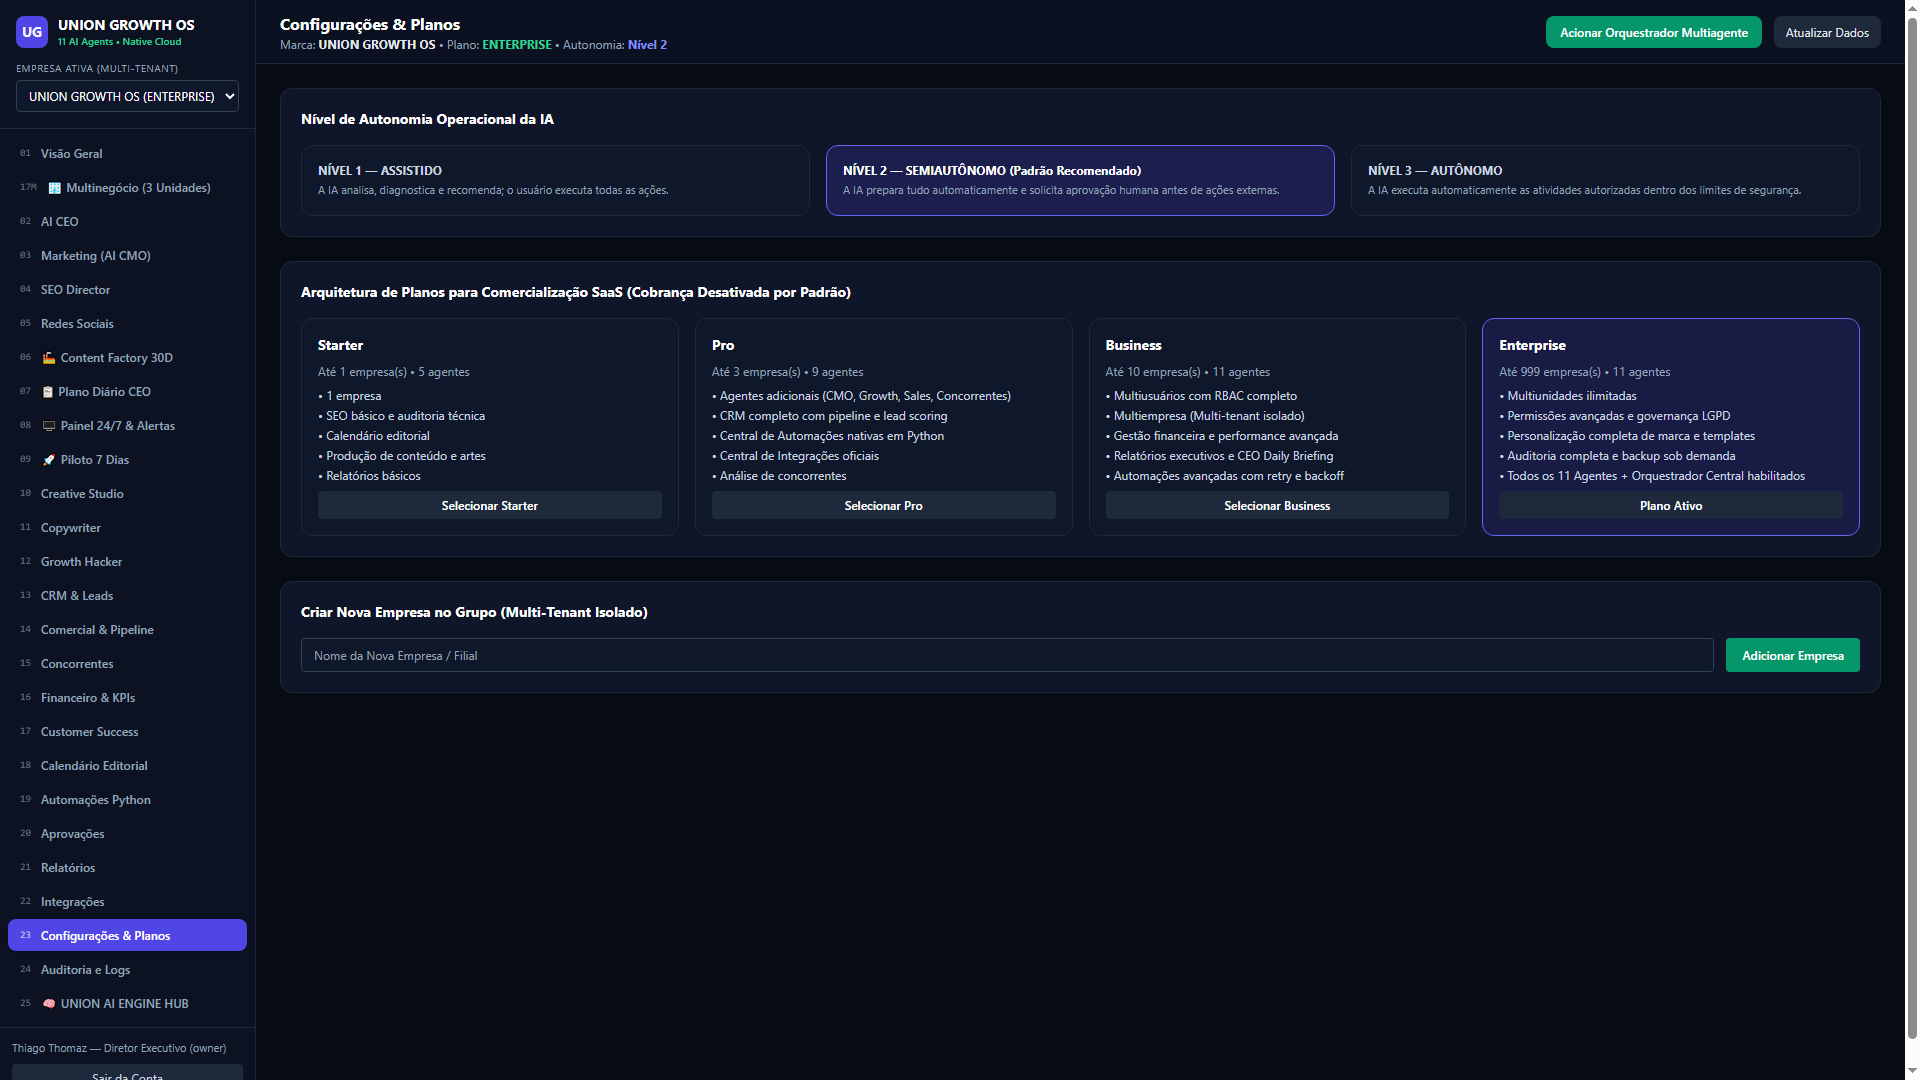 UG
UNION GROWTH OS
11 AI Agents • Native Cloud
EMPRESA ATIVA (MULTI-TENANT)
UNION GROWTH OS (ENTERPRISE)
01 Visão Geral
17M Multinegócio (3 Unidades)
02 AI CEO
03 Marketing (AI CMO)
04 SEO Director
05 Redes Sociais
06 Content Factory 30D
07 Plano Diário CEO
08 Painel 24/7 & Alertas
09 Piloto 7 Dias
10 Creative Studio
11 Copywriter
12 Growth Hacker
13 CRM & Leads
14 Comercial & Pipeline
15 Concorrentes
16 Financeiro & KPIs
17 Customer Success
18 Calendário Editorial
19 Automações Python
20 Aprovações
21 Relatórios
22 Integrações
23 Configurações & Planos
24 Auditoria e Logs
25 UNION AI ENGINE HUB
Thiago Thomaz — Diretor Executivo (owner)
Sair da Conta
Configurações & Planos
Marca: UNION GROWTH OS • Plano: ENTERPRISE • Autonomia: Nível 2
Acionar Orquestrador Multiagente
Atualizar Dados
Nível de Autonomia Operacional da IA
NÍVEL 1 — ASSISTIDO
A IA analisa, diagnostica e recomenda; o usuário executa todas as ações.
NÍVEL 2 — SEMIAUTÔNOMO (Padrão Recomendado)
A IA prepara tudo automaticamente e solicita aprovação humana antes de ações externas.
NÍVEL 3 — AUTÔNOMO
A IA executa automaticamente as atividades autorizadas dentro dos limites de segurança.
Arquitetura de Planos para Comercialização SaaS (Cobrança Desativada por Padrão)
Starter
Até 1 empresa(s) • 5 agentes
• 1 empresa
• SEO básico e auditoria técnica
• Calendário editorial
• Produção de conteúdo e artes
• Relatórios básicos
Selecionar Starter
Pro
Até 3 empresa(s) • 9 agentes
• Agentes adicionais (CMO, Growth, Sales, Concorrentes)
• CRM completo com pipeline e lead scoring
• Central de Automações nativas em Python
• Central de Integrações oficiais
• Análise de concorrentes
Selecionar Pro
Business
Até 10 empresa(s) • 11 agentes
• Multiusuários com RBAC completo
• Multiempresa (Multi-tenant isolado)
• Gestão financeira e performance avançada
• Relatórios executivos e CEO Daily Briefing
• Automações avançadas com retry e backoff
Selecionar Business
Enterprise
Até 999 empresa(s) • 11 agentes
• Multiunidades ilimitadas
• Permissões avançadas e governança LGPD
• Personalização completa de marca e templates
• Auditoria completa e backup sob demanda
• Todos os 11 Agentes + Orquestrador Central habilitados
Plano Ativo
Criar Nova Empresa no Grupo (Multi-Tenant Isolado)
Nome da Nova Empresa / Filial
Adicionar Empresa